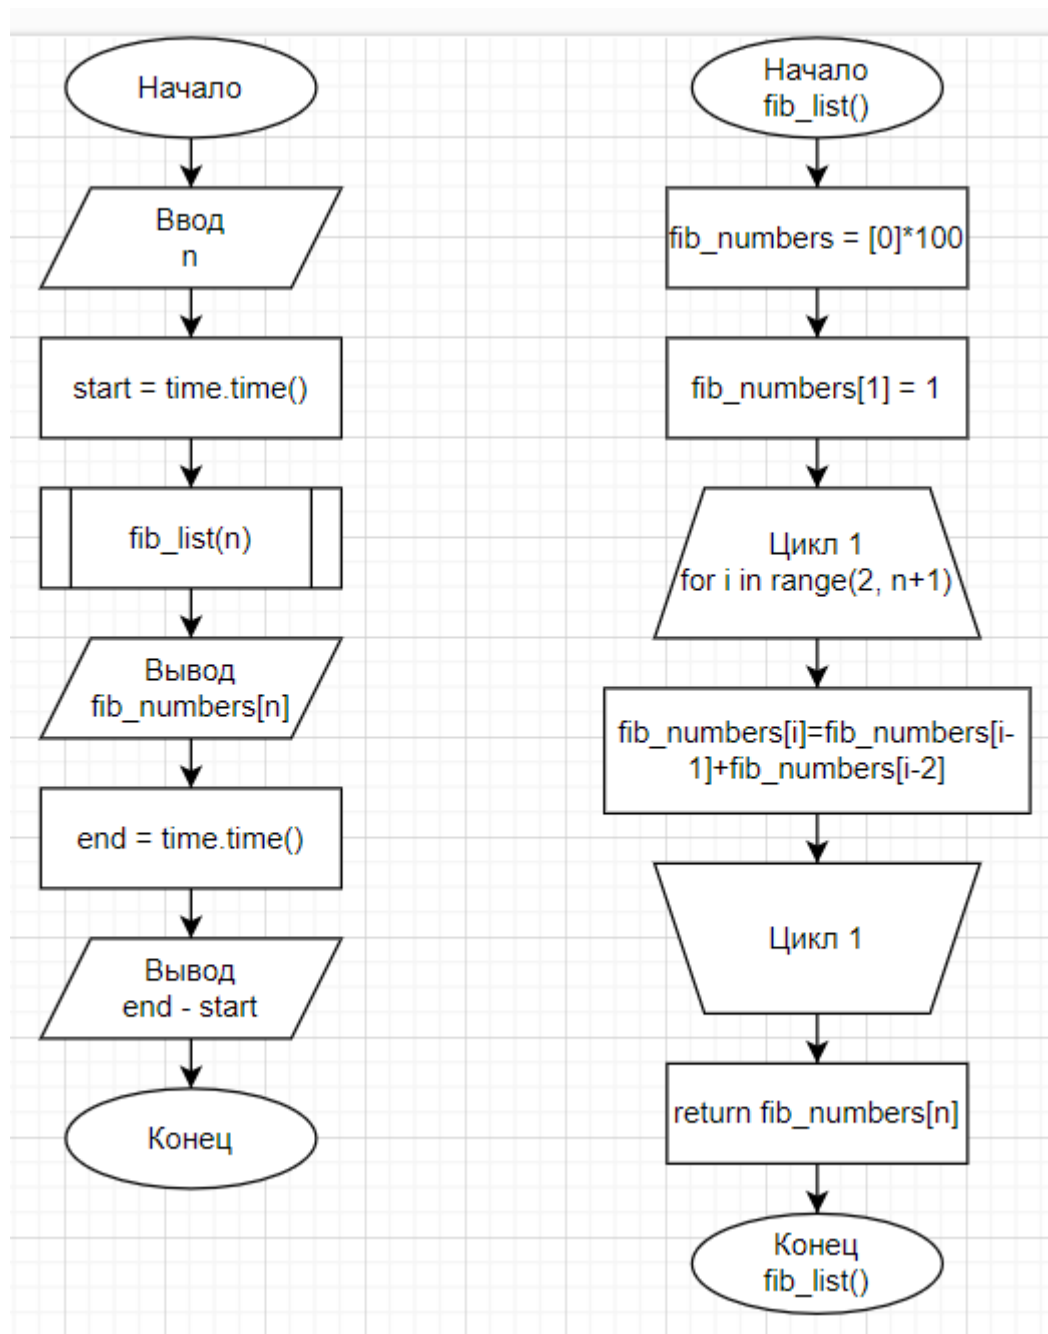 Начало
Ввод
n
start = time.time()
fib_list(n)
Вывод
fib_numbers[n]
end = time.time()
Вывод
end - start
Конец
Начало
fib_list()
fib_numbers = [0]*100
fib_numbers[1] = 1
Цикл 1
for i in range(2, n+1)
fib_numbers[i]=fib_numbers[i-
1]+fib_numbers[i-2]
Цикл 1
return fib_numbers[n]
Конец
fib_list()